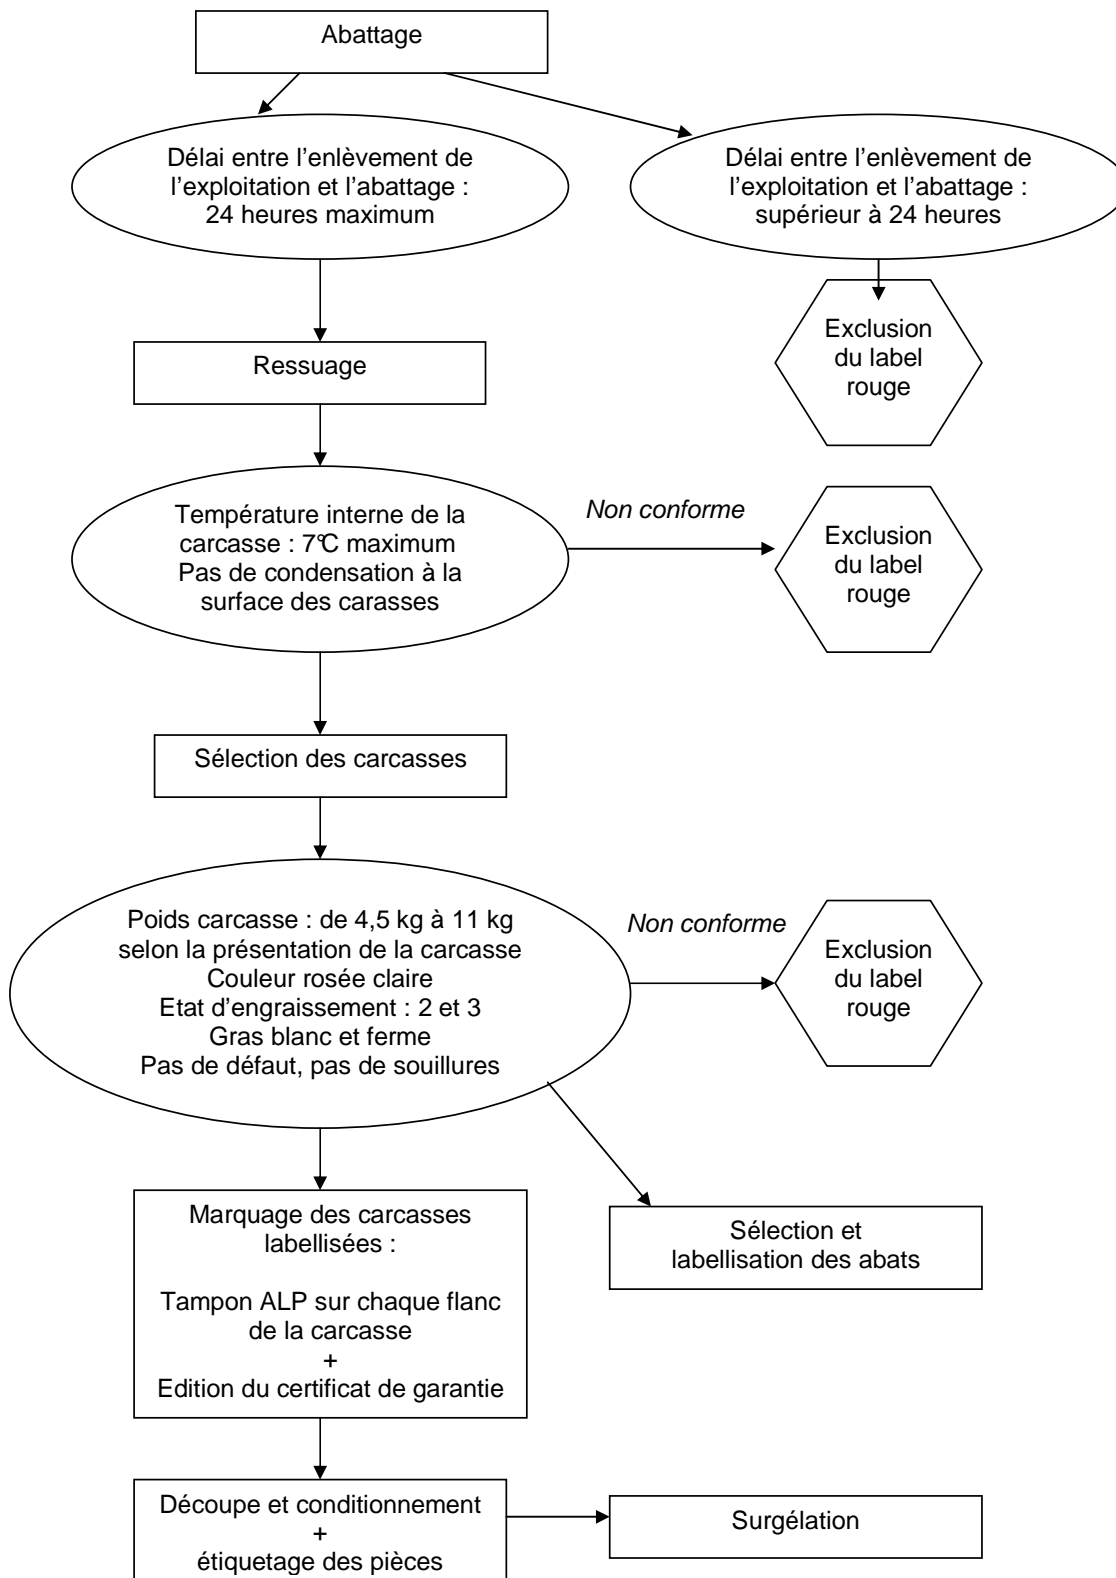 Abattage
Délai entre l'enlèvement de
l'exploitation et l'abattage :
24 heures maximum
Délai entre l'enlèvement de
l'exploitation et l'abattage :
supérieur à 24 heures
Exclusion
du label
rouge
Ressuage
Température interne de la
carcasse : 7°C maximum
Pas de condensation à la
surface des carasses
Non conforme
Exclusion
du label
rouge
Sélection des carcasses
Poids carcasse : de 4,5 kg à 11 kg
selon la présentation de la carcasse
Couleur rosée claire
Etat d'engraissement : 2 et 3
Gras blanc et ferme
Pas de défaut, pas de souillures
Non conforme
Exclusion
du label
rouge
Marquage des carcasses
labellisées :
Tampon ALP sur chaque flanc
de la carcasse
+
Edition du certificat de garantie
Sélection et
labellisation des abats
Découpe et conditionnement
+
étiquetage des pièces
Surgélation